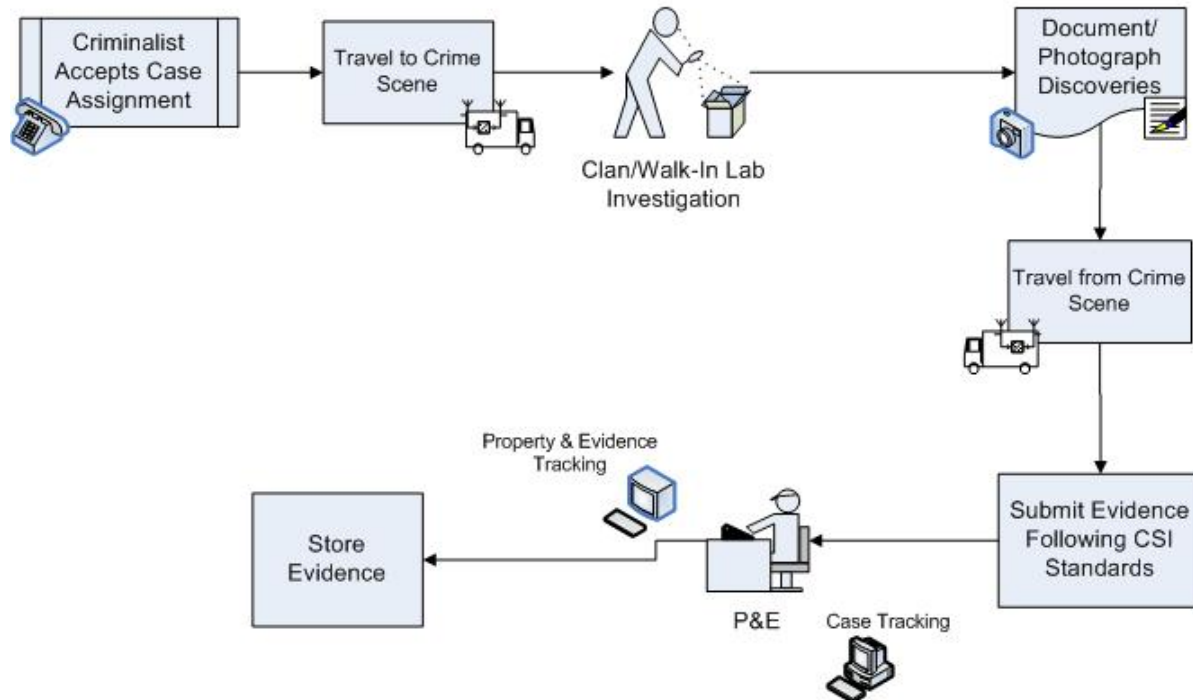 Criminalist
Accepts Case
Assignment
Travel to Crime
Scene
Clan/Walk-In Lab
Investigation
Document/
Photograph
Discoveries
Travel from Crime
Scene
Submit Evidence
Following CSI
Standards
P&E
Case Tracking
Property & Evidence
Tracking
Store
Evidence